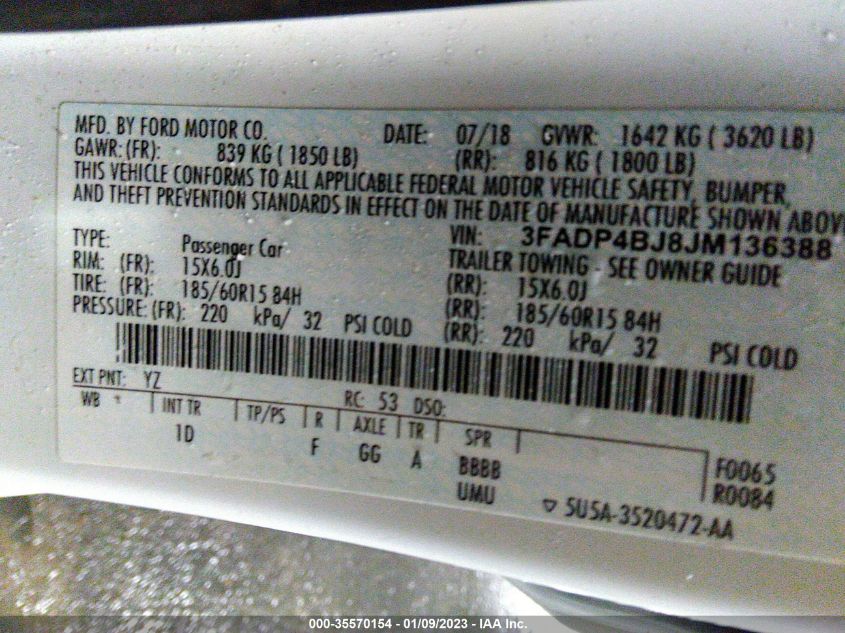 MFD. BY FORD MOTOR CO. DATE: 07/18 GVWR: 1642 KG ( 3620 LB)
GAWR: (FR): 839 KG ( 1850 LB) (RR): 816 KG ( 1800 LB)
THIS VEHICLE CONFORMS TO ALL APPLICABLE FEDERAL MOTOR VEHICLE SAFETY, BUMPER,
AND THEFT PREVENTION STANDARDS IN EFFECT ON THE DATE OF MANUFACTURE SHOWN ABOV
VIN: 3FADP4BJ8JM136388
TYPE: Passenger Car TRAILER TOWING - SEE OWNER GUIDE
RIM: (FR): 15X6.0J (RR): 15X6.0J
TIRE: (FR): 185/60R15 84H (RR): 185/60R15 84H
PRESSURE: (FR): 220 kPa/ 32 PSI COLD (RR): 220 kPa/ 32 PSI COLD
EXT PNT: YZ RC: 53 DSO:
WB * INT TR TP/PS R AXLE TR SPR
1D F GG A BBBB F0065
UMU R0084
▽ 5U5A-3520472-AA
000-35570154 - 01/09/2023 - IAA Inc.